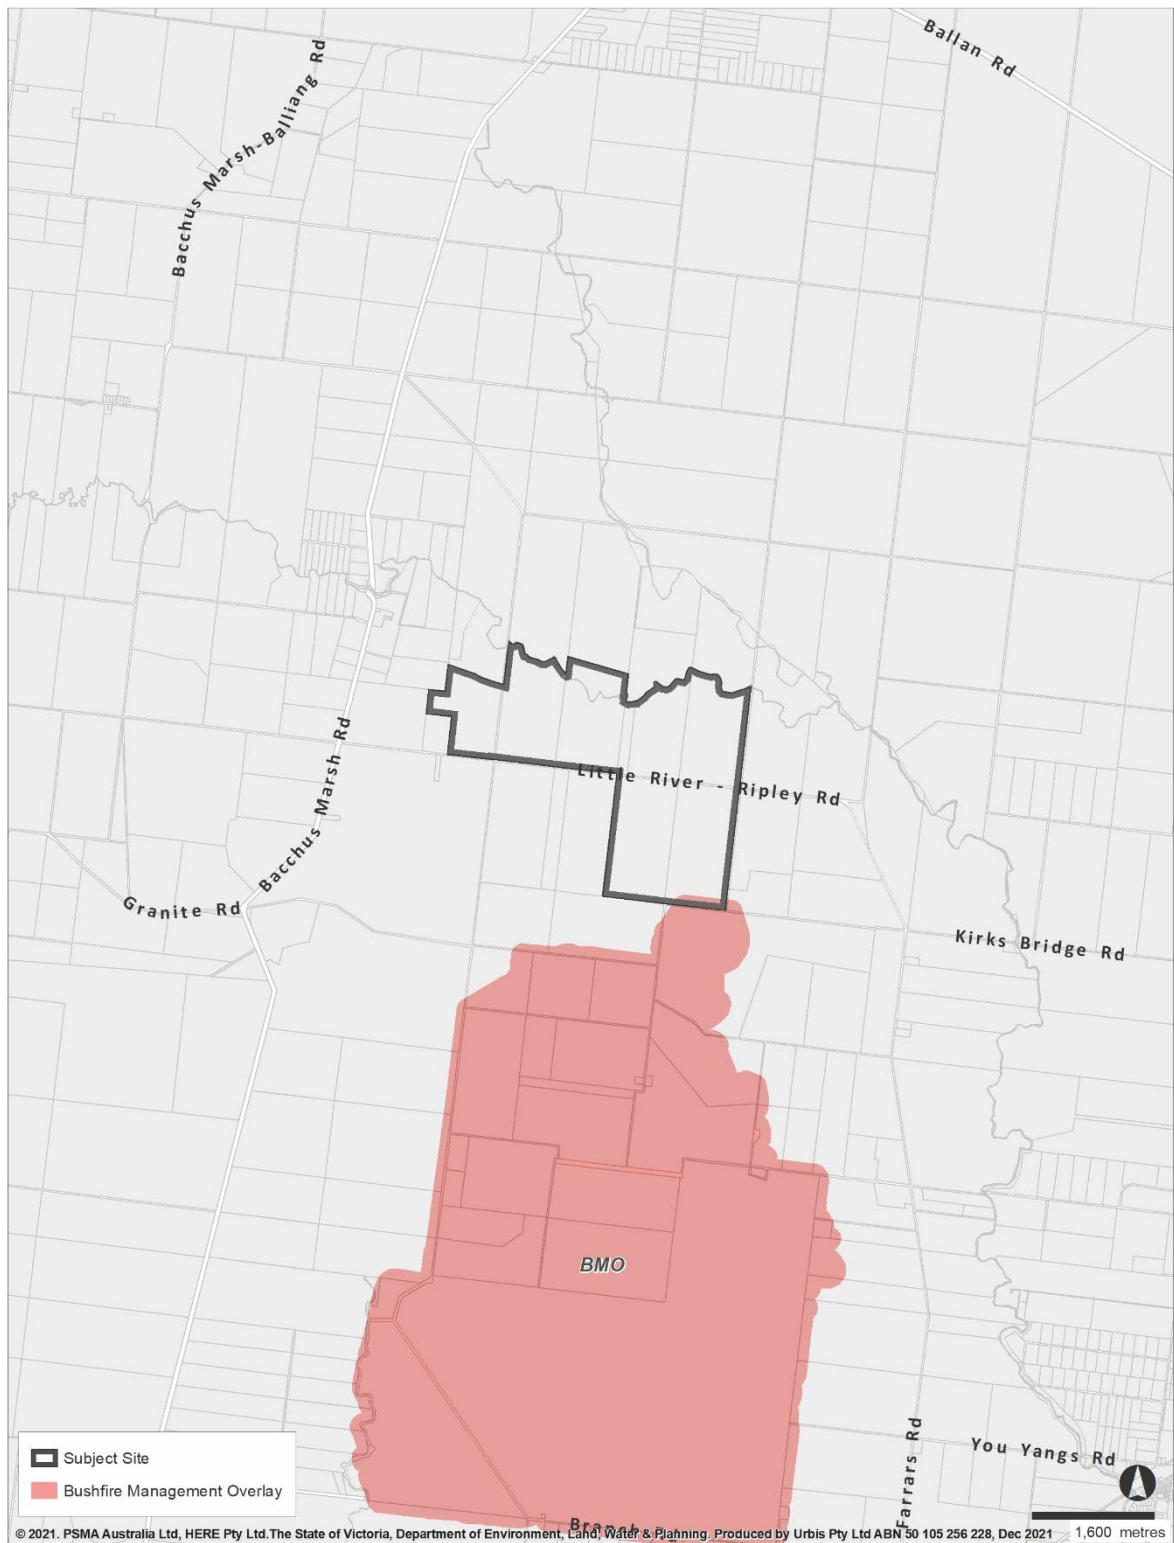 Ballan Rd
Bacchus Marsh-Balliang Rd
Little River - Ripley Rd
Bacchus Marsh Rd
Granite Rd
Kirks Bridge Rd
BMO
Farrars Rd
You Yangs Rd
Subject Site
Bushfire Management Overlay
Branch
© 2021. PSMA Australia Ltd, HERE Pty Ltd.The State of Victoria, Department of Environment, Land, Water & Planning. Produced by Urbis Pty Ltd ABN 50 105 256 228, Dec 2021
1,600 metres